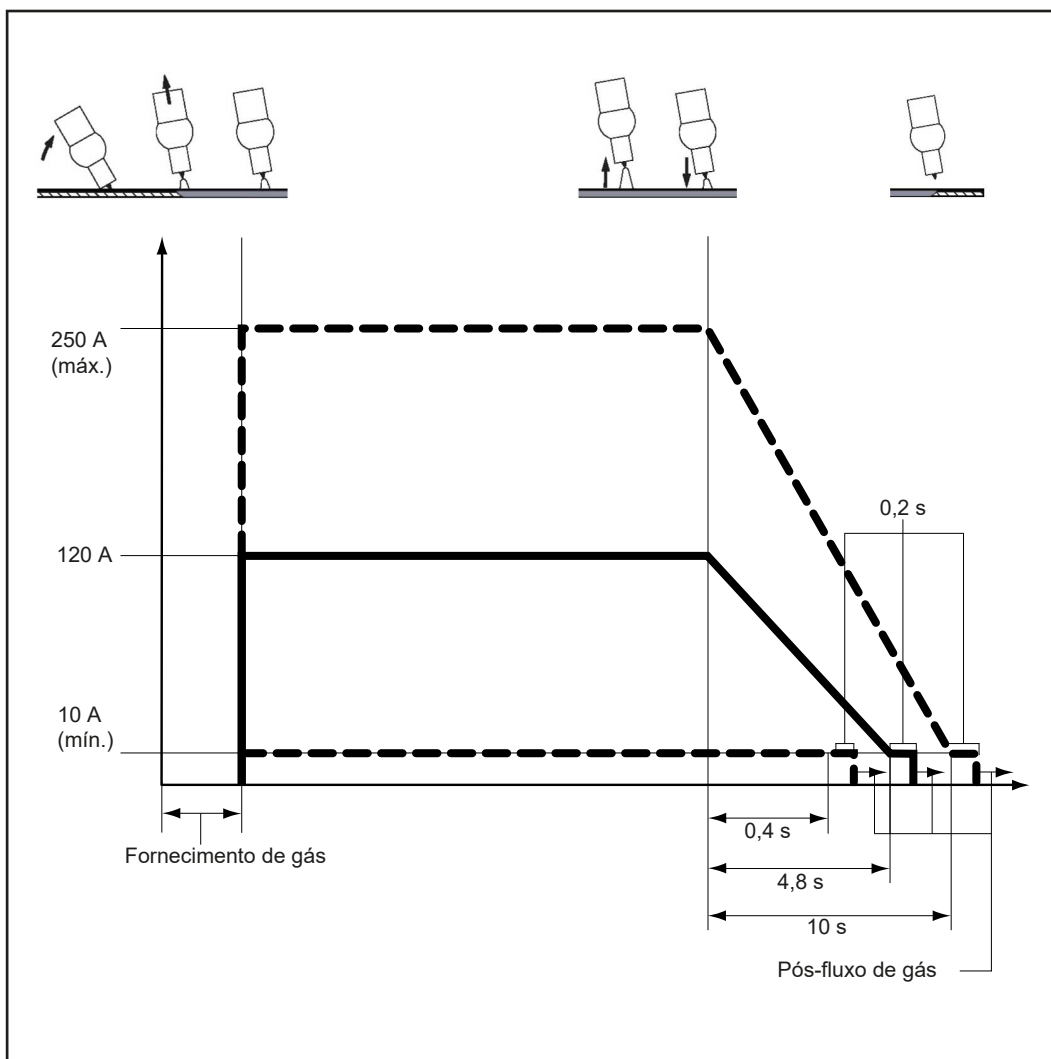 250 A
(máx.)
0,2 s
120 A
10 A
(mín.)
0,4 s
Fornecimento de gás
4,8 s
10 s
Pós-fluxo de gás